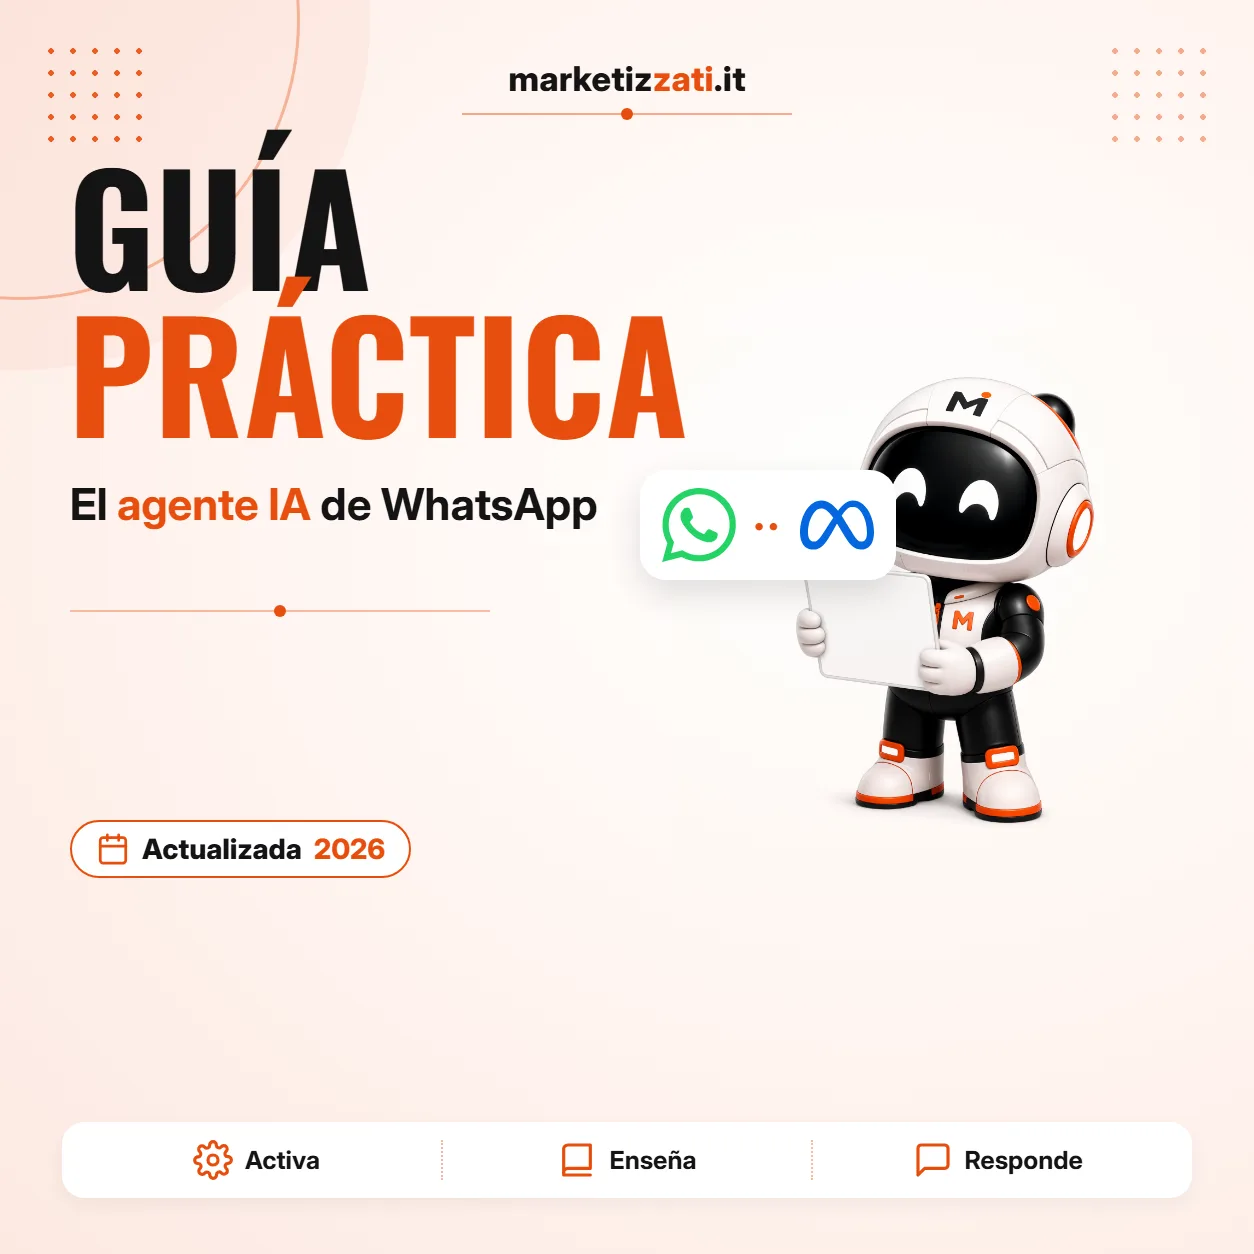 marketizzati.it
GUÍA
PRÁCTICA
El agente IA de WhatsApp
M
M
Actualizada 2026
Activa
Enseña
Responde